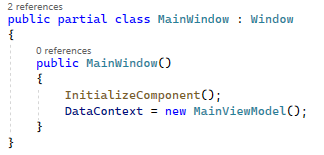 2 references
public partial class MainWindow : Window
{
0 references
public MainWindow()
{
InitializeComponent();
DataContext = new MainViewModel();
}
}